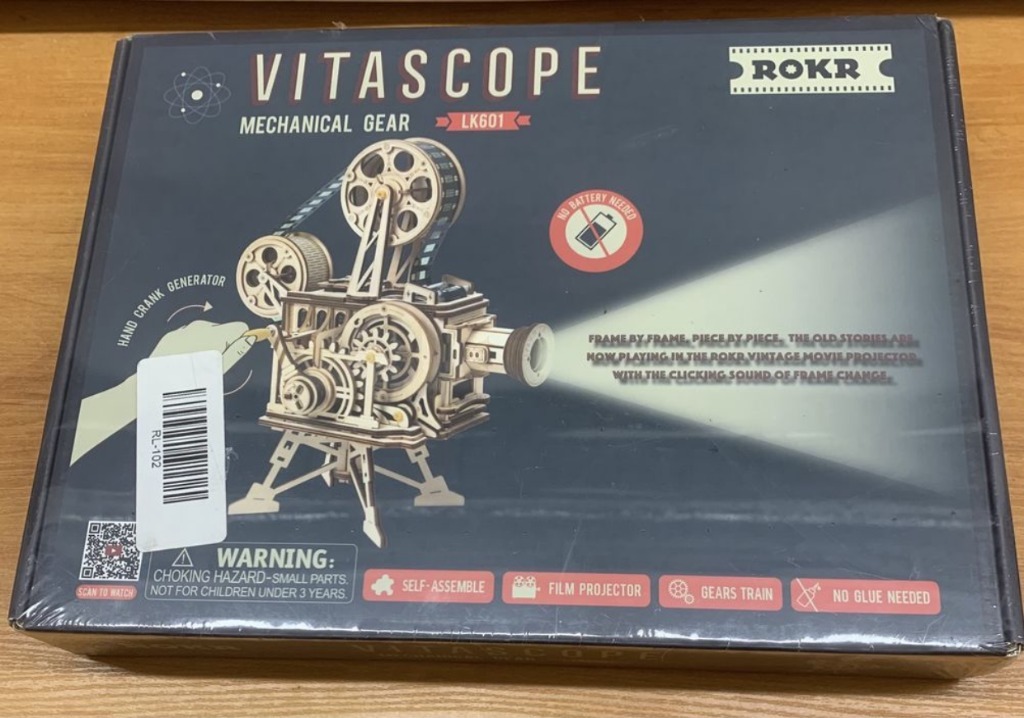 VITASCOPE
ROKR
MECHANICAL GEAR
LK601
NO BATTERY NEEDED
HAND CRANK GENERATOR
FRAME BY FRAME, PIECE BY PIECE, THE OLD STORIES ARE
NOW PLAYING IN THE ROKR VINTAGE MOVIE PROJECTOR
WITH THE CLICKING SOUND OF FRAME CHANGE.
RL-102
SCAN TO WATCH
WARNING:
CHOKING HAZARD-SMALL PARTS.
NOT FOR CHILDREN UNDER 3 YEARS.
SELF-ASSEMBLE
FILM PROJECTOR
GEARS TRAIN
NO GLUE NEEDED
ROKR
VITASCOPE